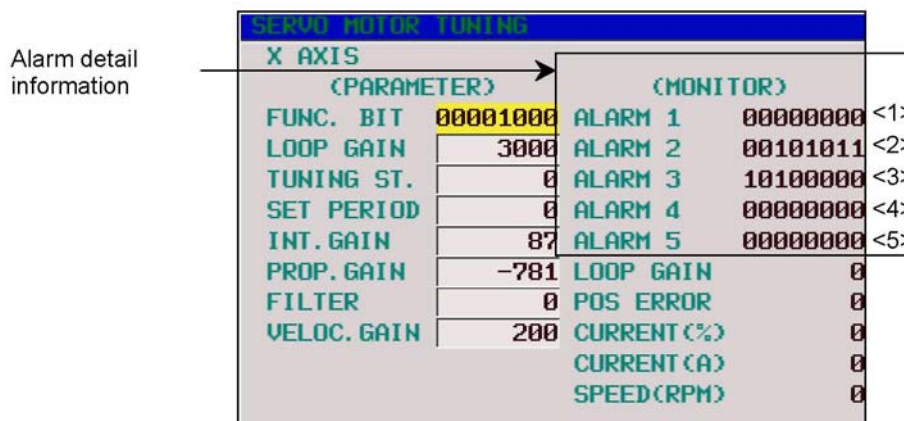 SERVO MOTOR TUNING
Alarm detail
information
X AXIS
(PARAMETER) (MONITOR)
FUNC. BIT 00001000 ALARM 1 00000000 <1>
LOOP GAIN 3000 ALARM 2 00101011 <2>
TUNING ST. 0 ALARM 3 10100000 <3>
SET PERIOD 0 ALARM 4 00000000 <4>
INT.GAIN 87 ALARM 5 00000000 <5>
PROP.GAIN -781 LOOP GAIN 0
FILTER 0 POS ERROR 0
VELOC.GAIN 200 CURRENT(%) 0
CURRENT(A) 0
SPEED(RPM) 0